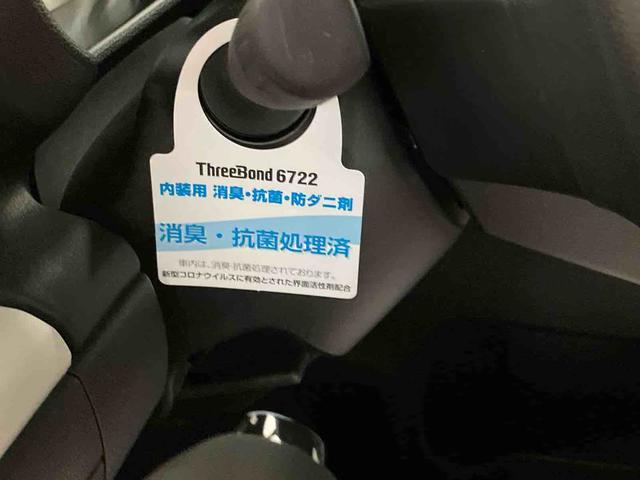 ThreeBond 6722
内装用 消臭・抗菌・防ダニ剤
消臭・抗菌処理済
車内は、消臭・抗菌処理されております。
新型コロナウイルスに有効とされた界面活性剤配合